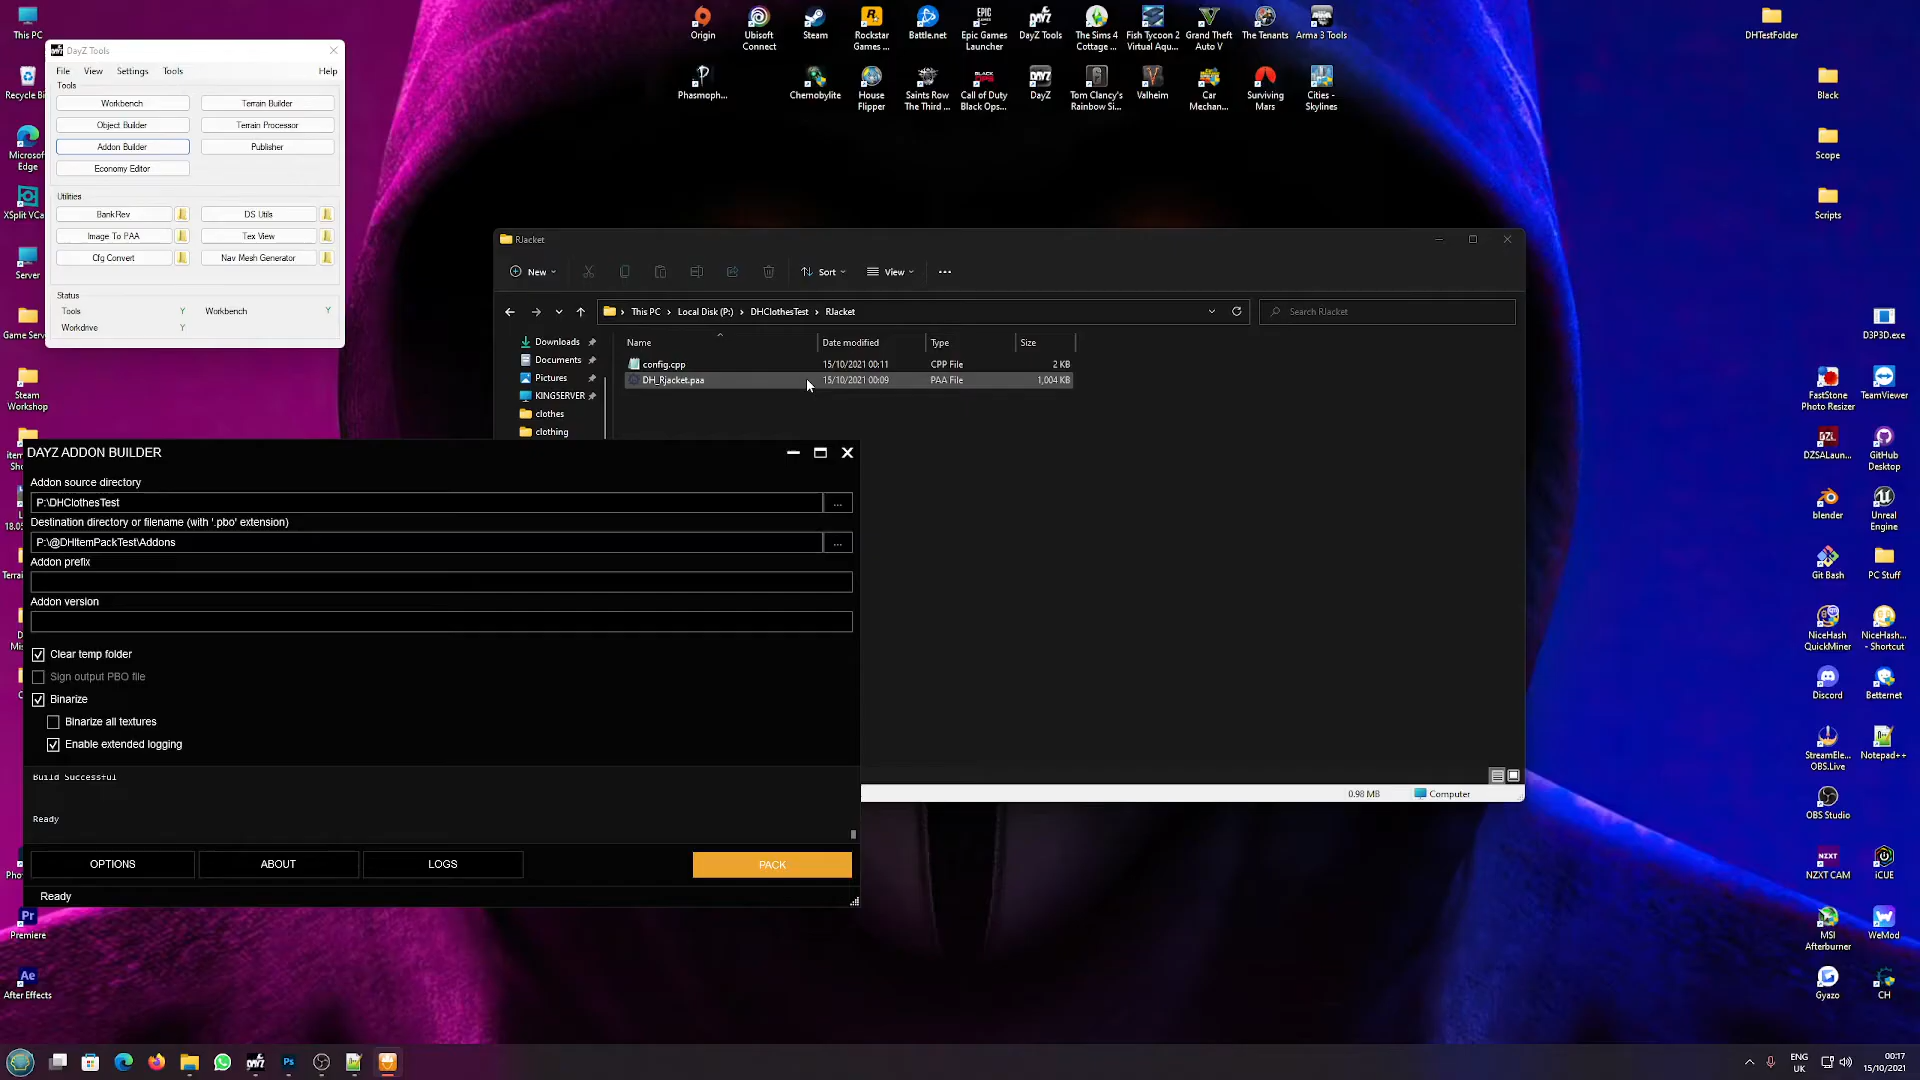 This PC
Recycle Bi
Microsof
Edge
XSplit VCa
Server
Game Serve
Steam
Workshop
Premiere
After Effects
DayZ Tools
File View Settings Tools Help
Tools
Workbench Terrain Builder
Object Builder Terrain Processor
Addon Builder Publisher
Economy Editor
Utilities
BankRev DS Utils
Image To PAA Tex View
Cfg Convert Nav Mesh Generator
Status
Tools Y Workbench Y
Workdrive Y
Origin
Ubisoft
Connect
Steam
Rockstar
Games ...
Battle.net
Epic Games
Launcher
DayZ Tools
The Sims 4
Cottage ...
Fish Tycoon 2
Virtual Aqu...
Grand Theft
Auto V
The Tenants
Arma 3 Tools
Phasmoph...
Chernobylite
House
Flipper
Saints Row
The Third ...
Call of Duty
Black Ops...
DayZ
Tom Clancy's
Rainbow Si...
Valheim
Car
Mechan...
Surviving
Mars
Cities -
Skylines
DHTestFolder
Black
Scope
Scripts
D3P3D.exe
FastStone
Photo Resizer
TeamViewer
DZSALaun...
GitHub
Desktop
blender
Unreal
Engine
Git Bash
PC Stuff
NiceHash
QuickMiner
NiceHash...
- Shortcut
Discord
Betternet
StreamEle...
OBS.Live
Notepad++
OBS Studio
NZXT CAM
iCUE
MSI
Afterburner
WeMod
Gyazo
CH
RJacket
New Sort View
This PC > Local Disk (P:) > DHClothesTest > RJacket
Search RJacket
Downloads
Documents
Pictures
KINGSERVER
clothes
clothing
Name Date modified Type Size
config.cpp 15/10/2021 00:11 CPP File 2 KB
DH_Rjacket.paa 15/10/2021 00:09 PAA File 1,004 KB
0.98 MB Computer
DAYZ ADDON BUILDER
Addon source directory
P:\DHClothesTest ...
Destination directory or filename (with '.pbo' extension)
P:\@DHItemPackTest\Addons ...
Addon prefix
Addon version
Clear temp folder
Sign output PBO file
Binarize
Binarize all textures
Enable extended logging
Build Successful
Ready
OPTIONS ABOUT LOGS PACK
Ready
ENG
UK
00:17
15/10/2021